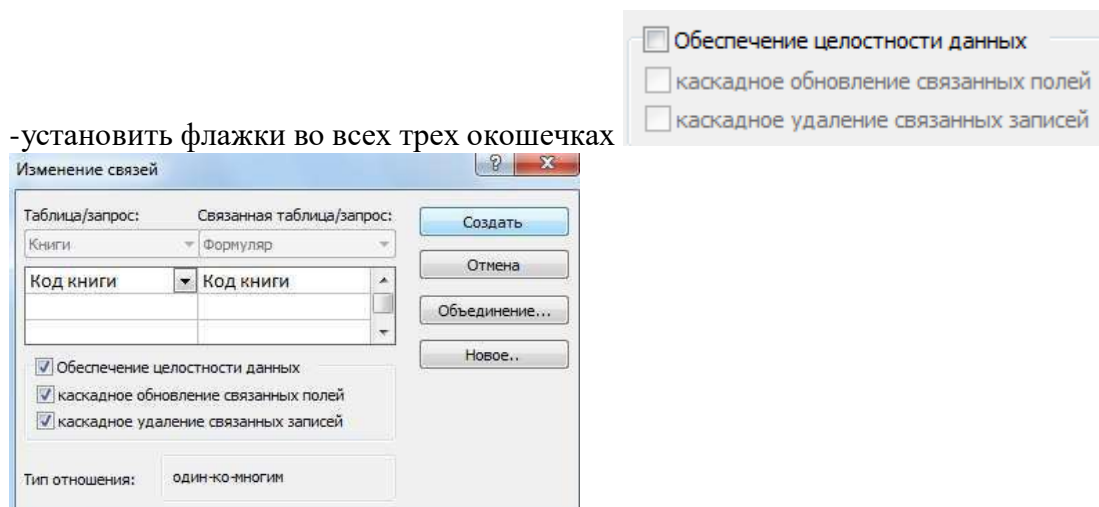 Обеспечение целостности данных
каскадное обновление связанных полей
каскадное удаление связанных записей
-установить флажки во всех трех окошечках
Изменение связей
Таблица/запрос: Связанная таблица/запрос:
Книги Формуляр
Код книги Код книги
Создать
Отмена
Объединение...
Новое..
Обеспечение целостности данных
каскадное обновление связанных полей
каскадное удаление связанных записей
Тип отношения: один-ко-многим